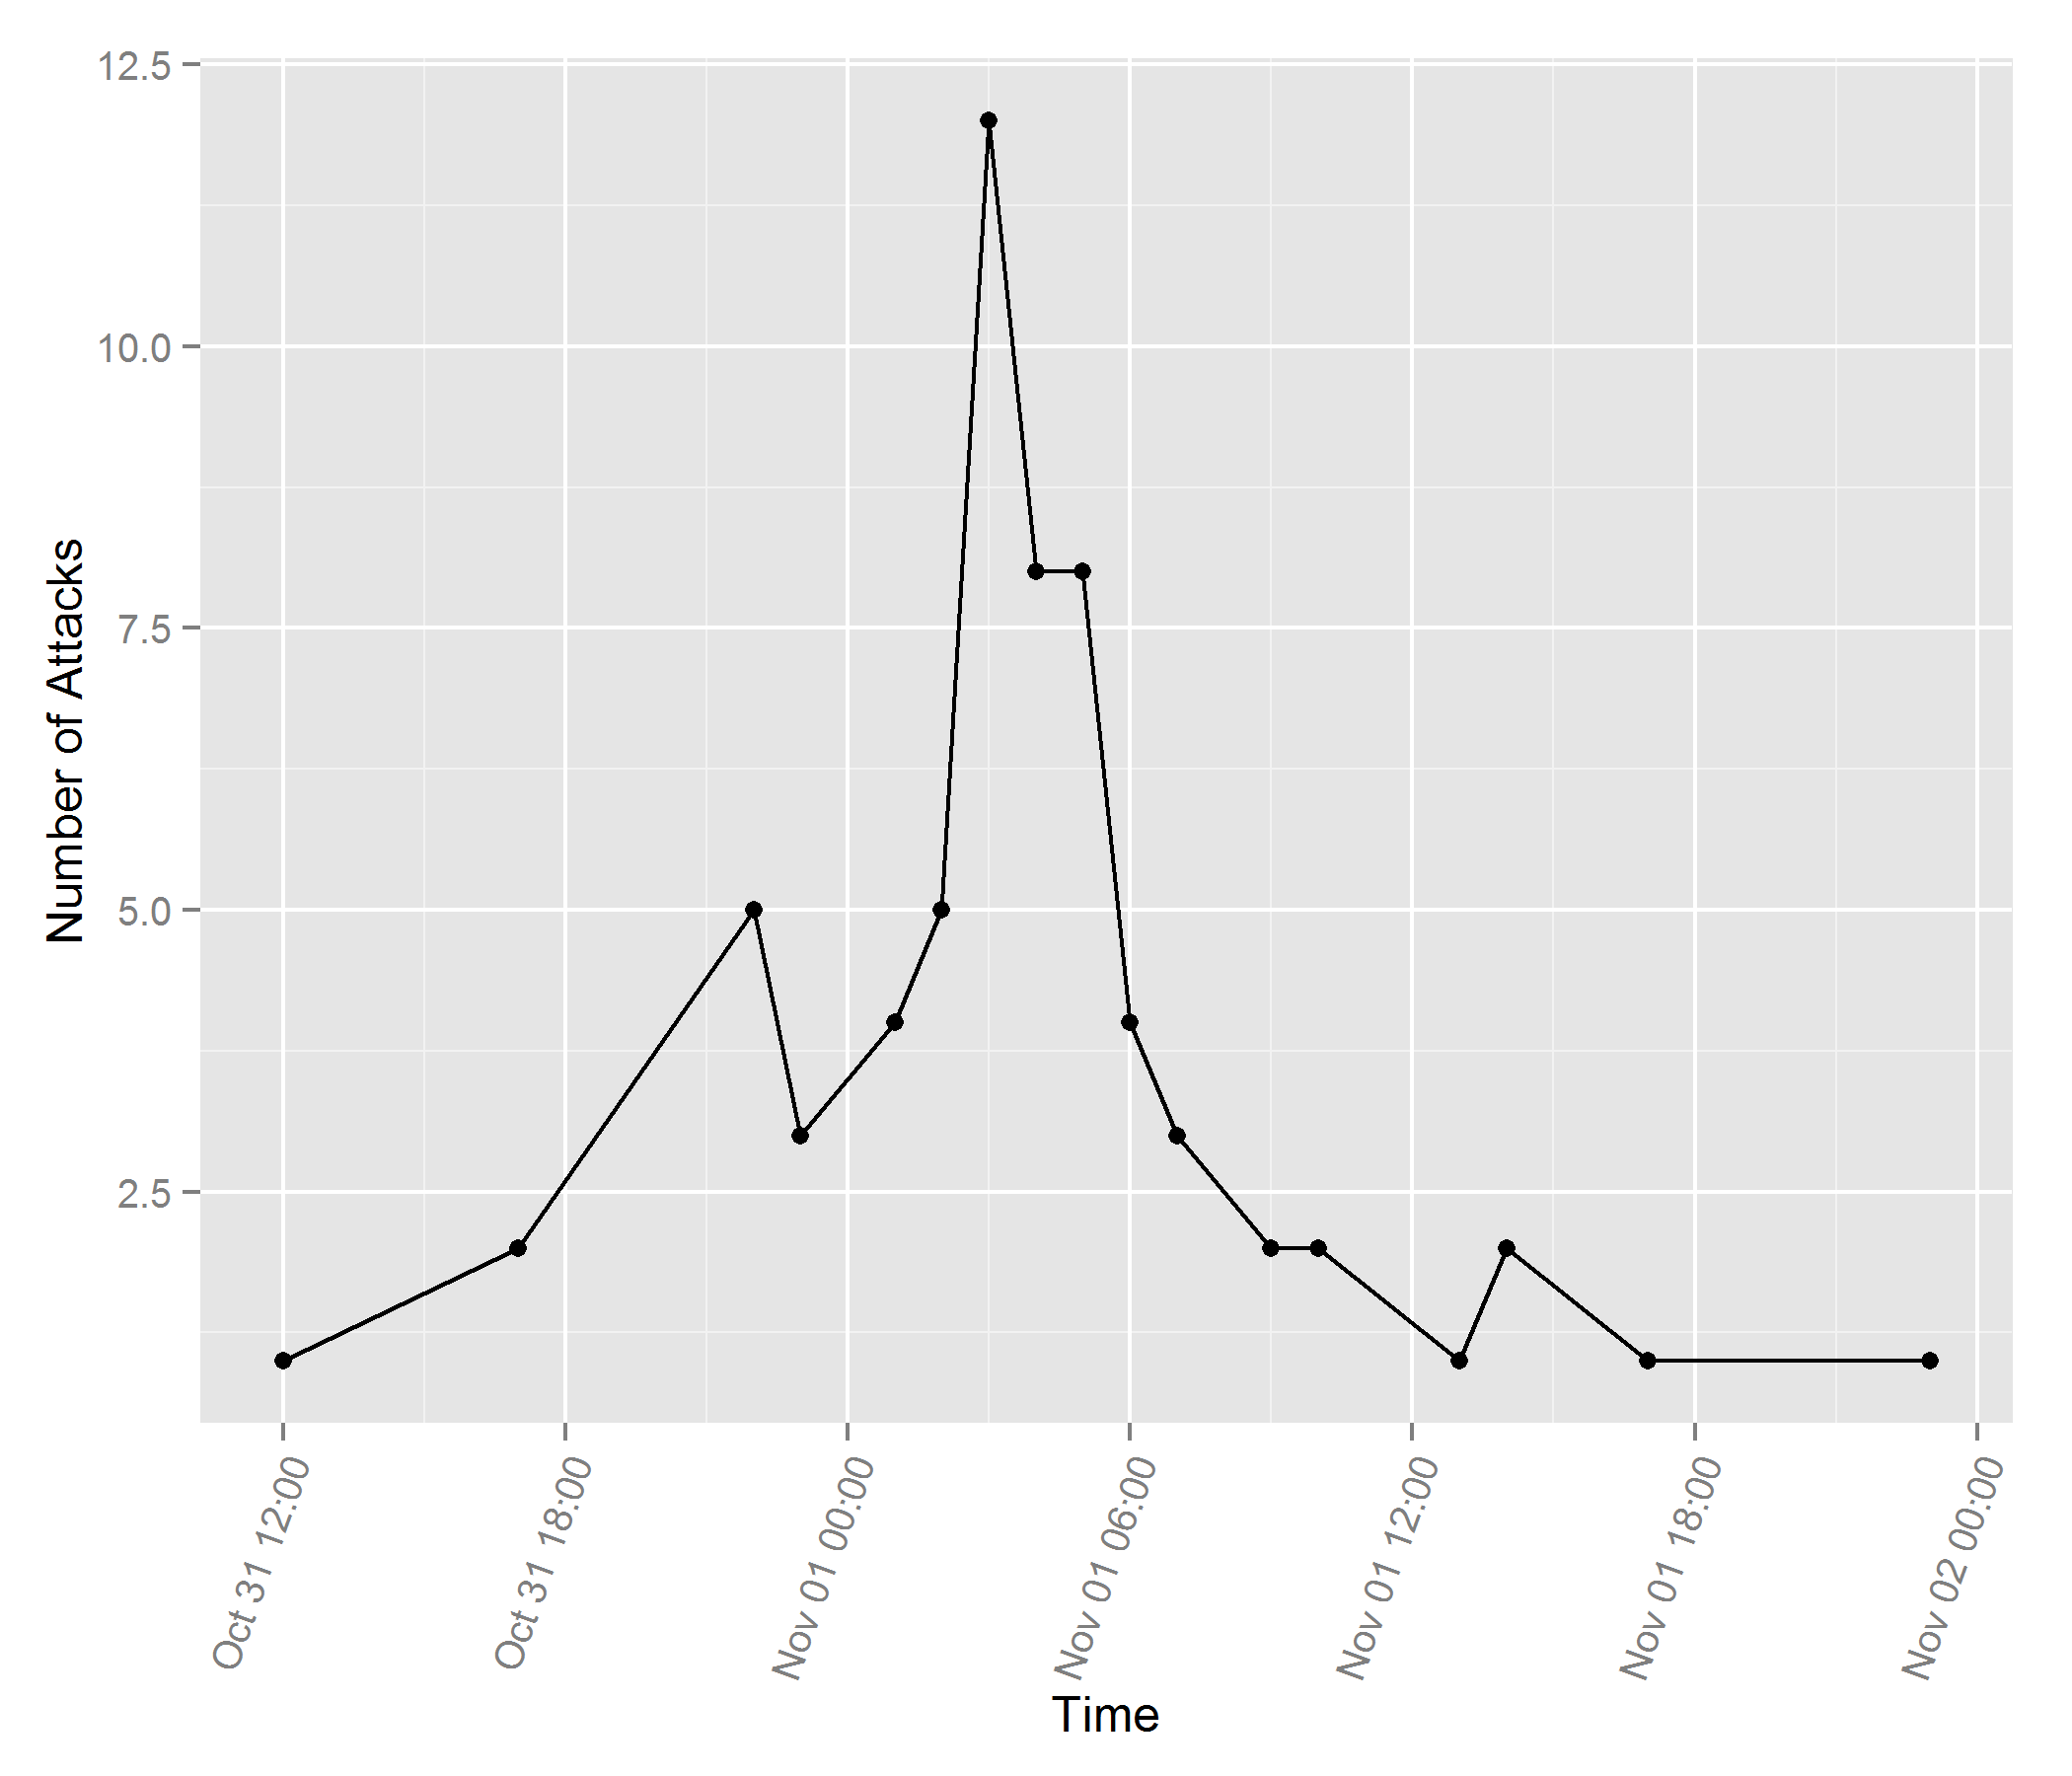 12.5
10.0
7.5
5.0
2.5
Number of Attacks
Oct 31 12:00
Oct 31 18:00
Nov 01 00:00
Nov 01 06:00
Nov 01 12:00
Nov 01 18:00
Nov 02 00:00
Time